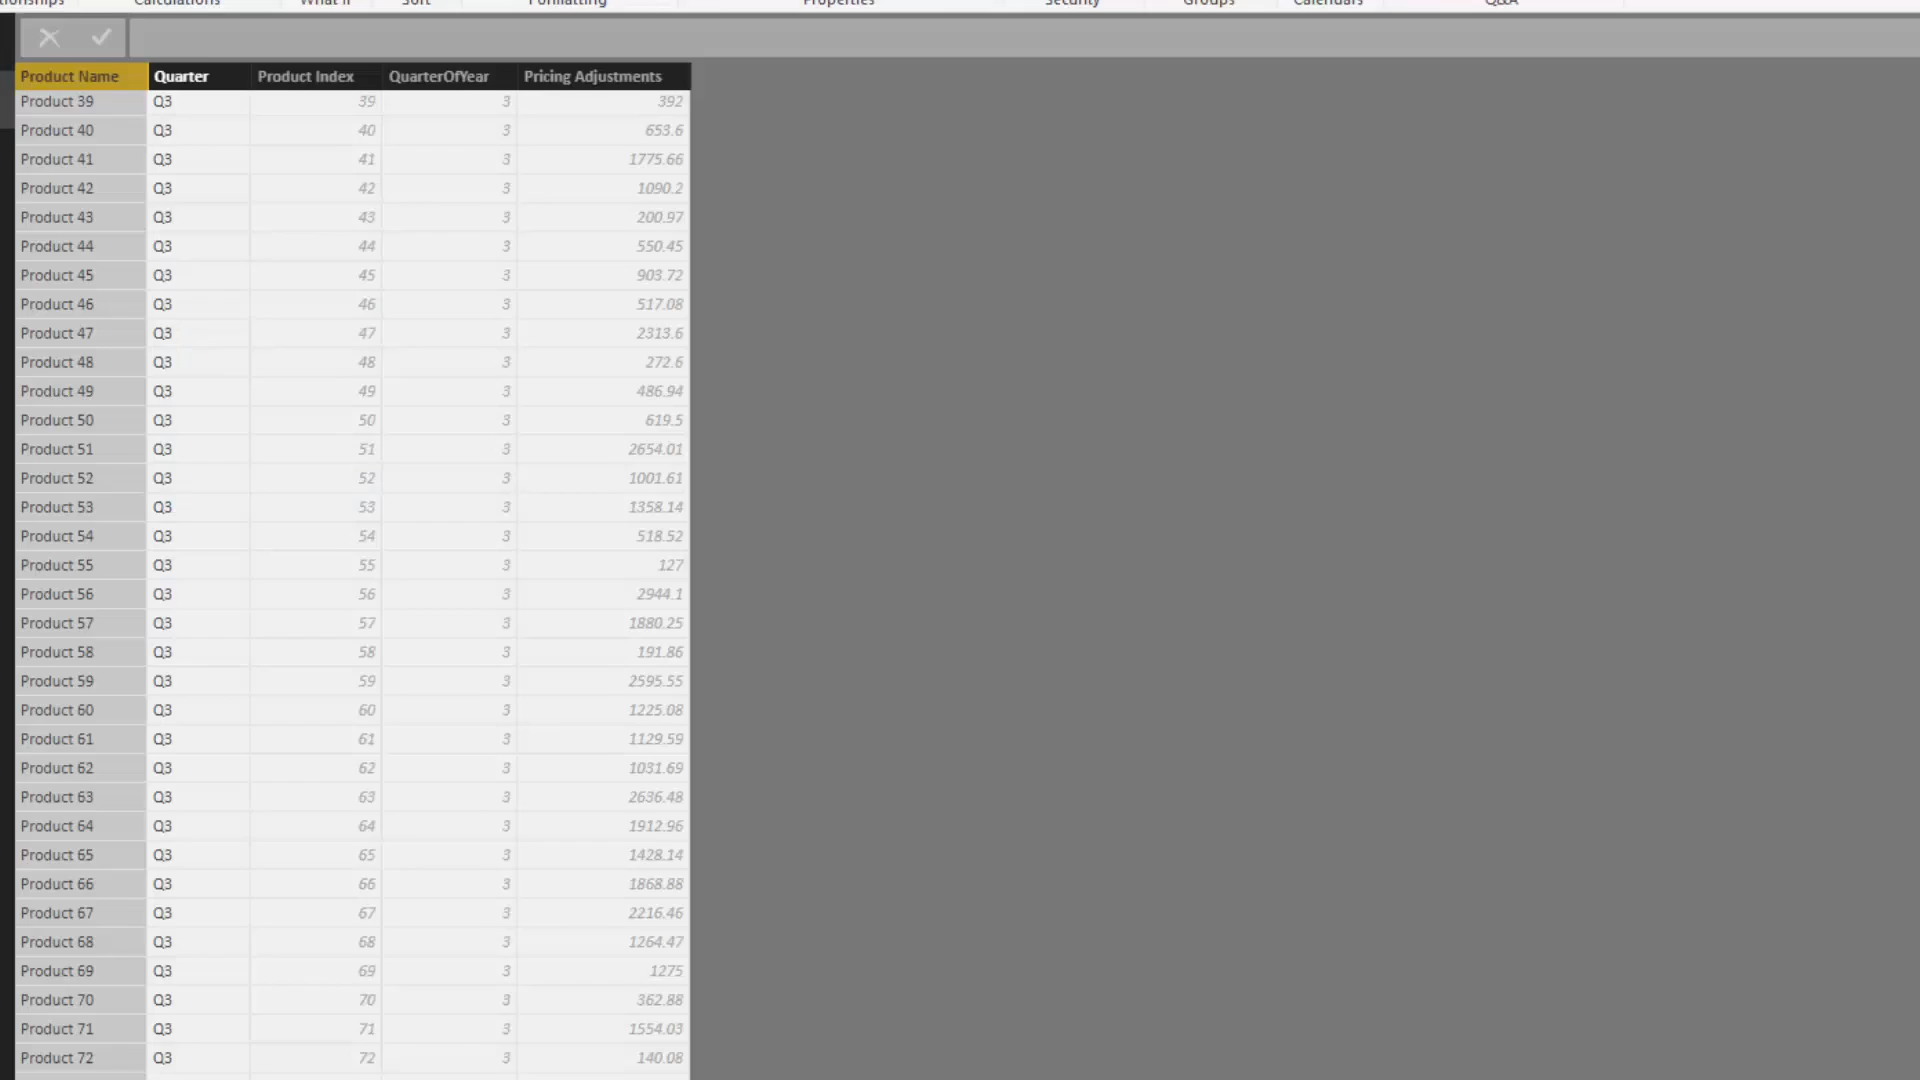 tionships Calculations What if Sort Formatting Properties Security Groups Calendars Q&A
Product Name Quarter Product Index QuarterOfYear Pricing Adjustments
Product 39 Q3 39 3 392
Product 40 Q3 40 3 653.6
Product 41 Q3 41 3 1775.66
Product 42 Q3 42 3 1090.2
Product 43 Q3 43 3 200.97
Product 44 Q3 44 3 550.45
Product 45 Q3 45 3 903.72
Product 46 Q3 46 3 517.08
Product 47 Q3 47 3 2313.6
Product 48 Q3 48 3 272.6
Product 49 Q3 49 3 486.94
Product 50 Q3 50 3 619.5
Product 51 Q3 51 3 2654.01
Product 52 Q3 52 3 1001.61
Product 53 Q3 53 3 1358.14
Product 54 Q3 54 3 518.52
Product 55 Q3 55 3 127
Product 56 Q3 56 3 2944.1
Product 57 Q3 57 3 1880.25
Product 58 Q3 58 3 191.86
Product 59 Q3 59 3 2595.55
Product 60 Q3 60 3 1225.08
Product 61 Q3 61 3 1129.59
Product 62 Q3 62 3 1031.69
Product 63 Q3 63 3 2636.48
Product 64 Q3 64 3 1912.96
Product 65 Q3 65 3 1428.14
Product 66 Q3 66 3 1868.88
Product 67 Q3 67 3 2216.46
Product 68 Q3 68 3 1264.47
Product 69 Q3 69 3 1275
Product 70 Q3 70 3 362.88
Product 71 Q3 71 3 1554.03
Product 72 Q3 72 3 140.08